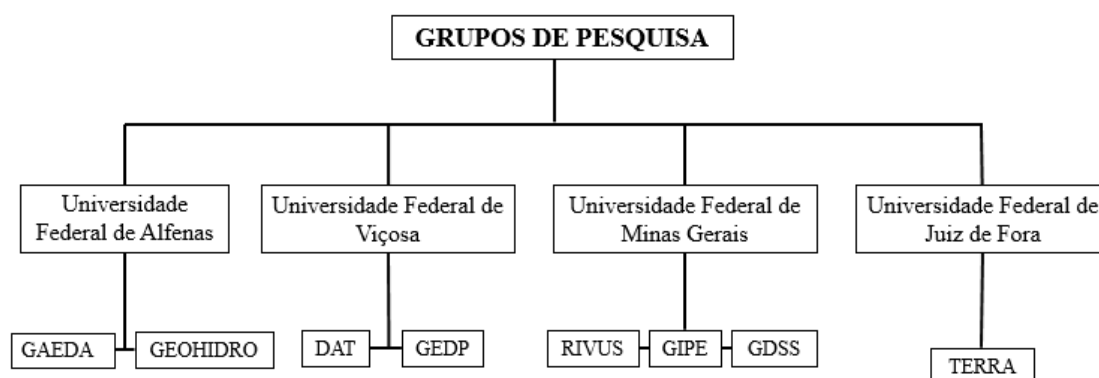 GRUPOS DE PESQUISA
Universidade
Federal de Alfenas
Universidade Federal de
Viçosa
Universidade Federal de
Minas Gerais
Universidade Federal de
Juiz de Fora
GAEDA
GEOHIDRO
DAT
GEDP
RIVUS
GIPE
GDSS
TERRA